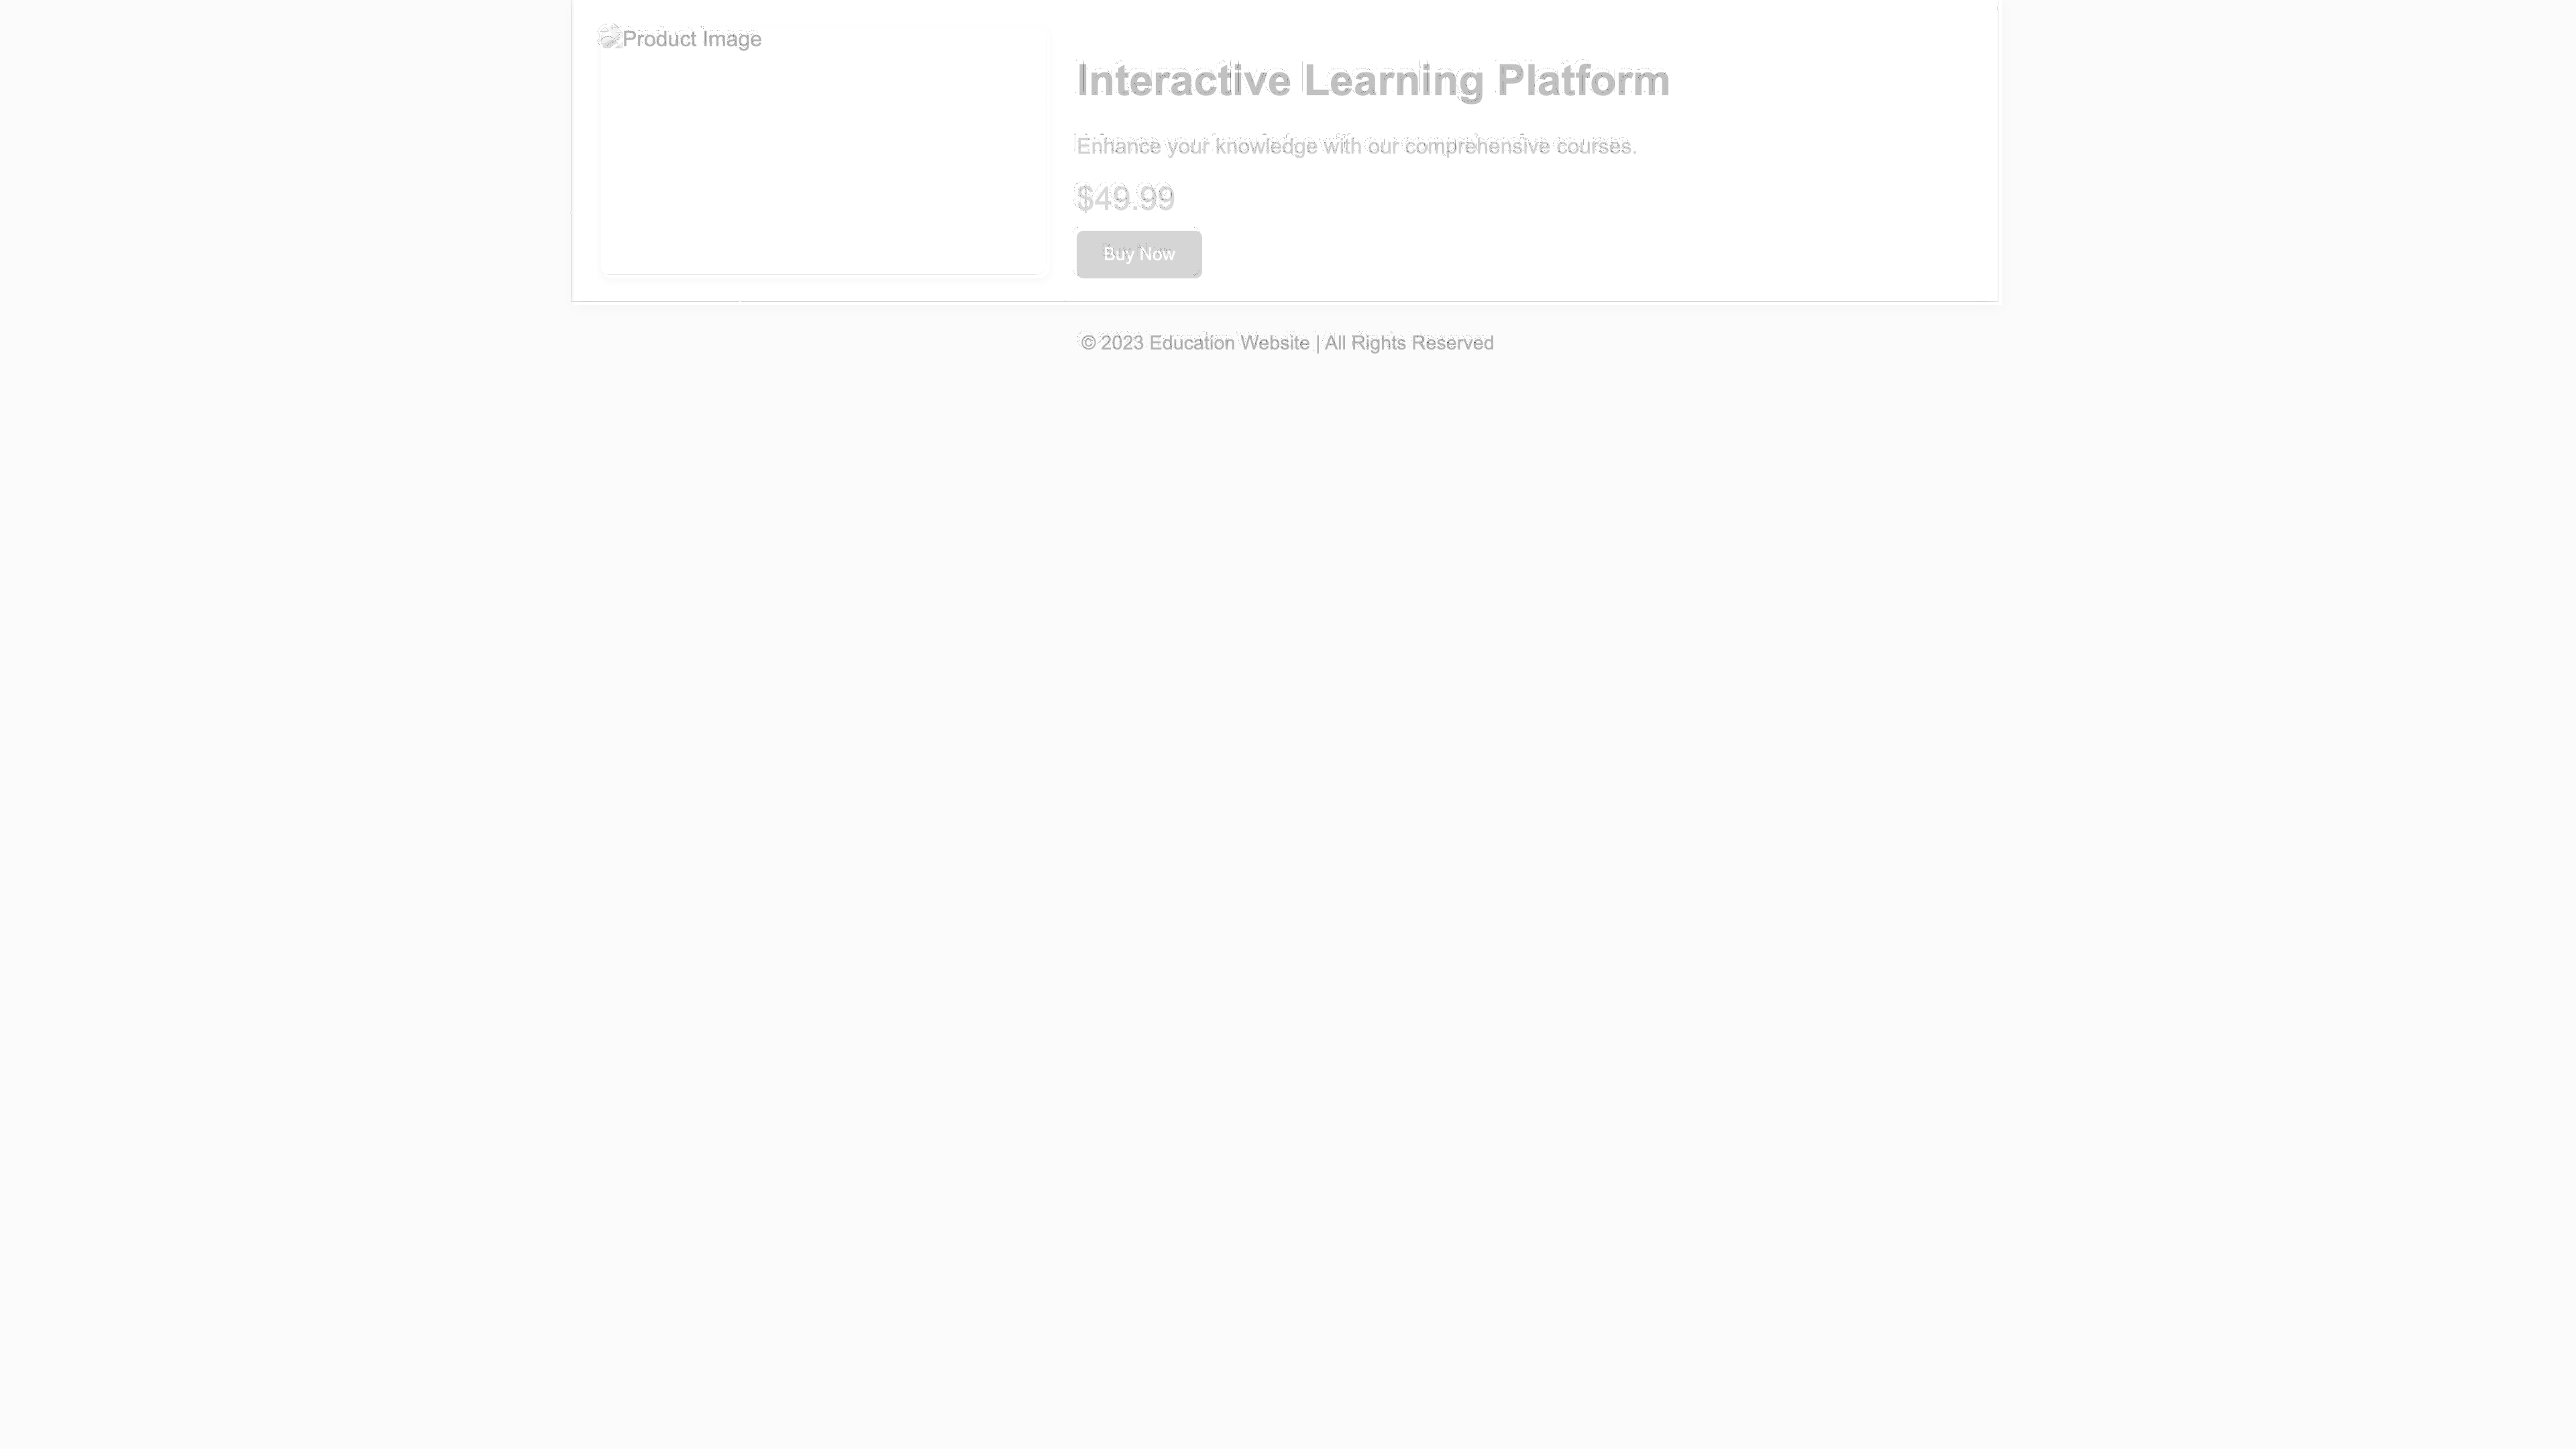 Product Image
Interactive Learning Platform
Enhance your knowledge with our comprehensive courses.
$49.99
Buy Now
© 2023 Education Website | All Rights Reserved